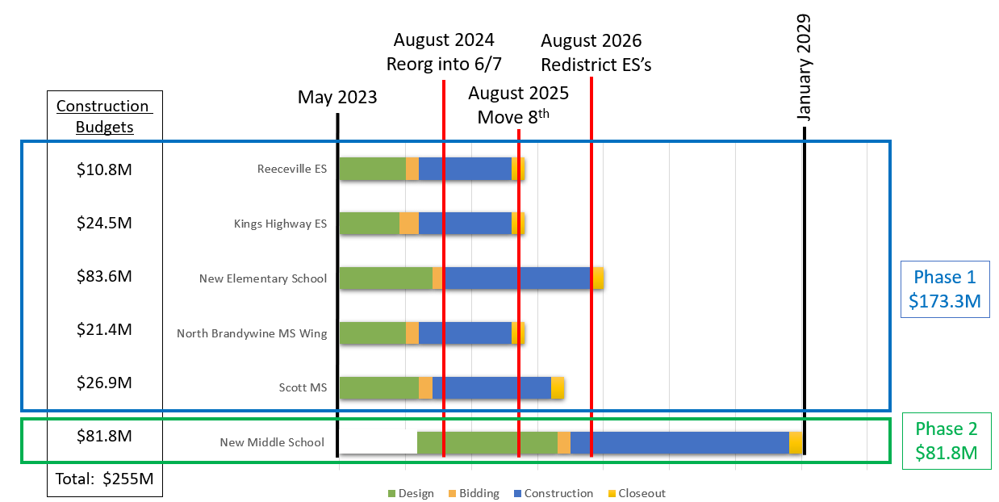 August 2024
Reorg into 6/7
August 2026
Redistrict ES’s
January 2029
May 2023
August 2025
Move 8th
Construction
Budgets
$10.8M
Reeceville ES
$24.5M
Kings Highway ES
$83.6M
New Elementary School
$21.4M
North Brandywine MS Wing
$26.9M
Scott MS
Phase 1
$173.3M
$81.8M
New Middle School
Phase 2
$81.8M
Total: $255M
Design
Bidding
Construction
Closeout